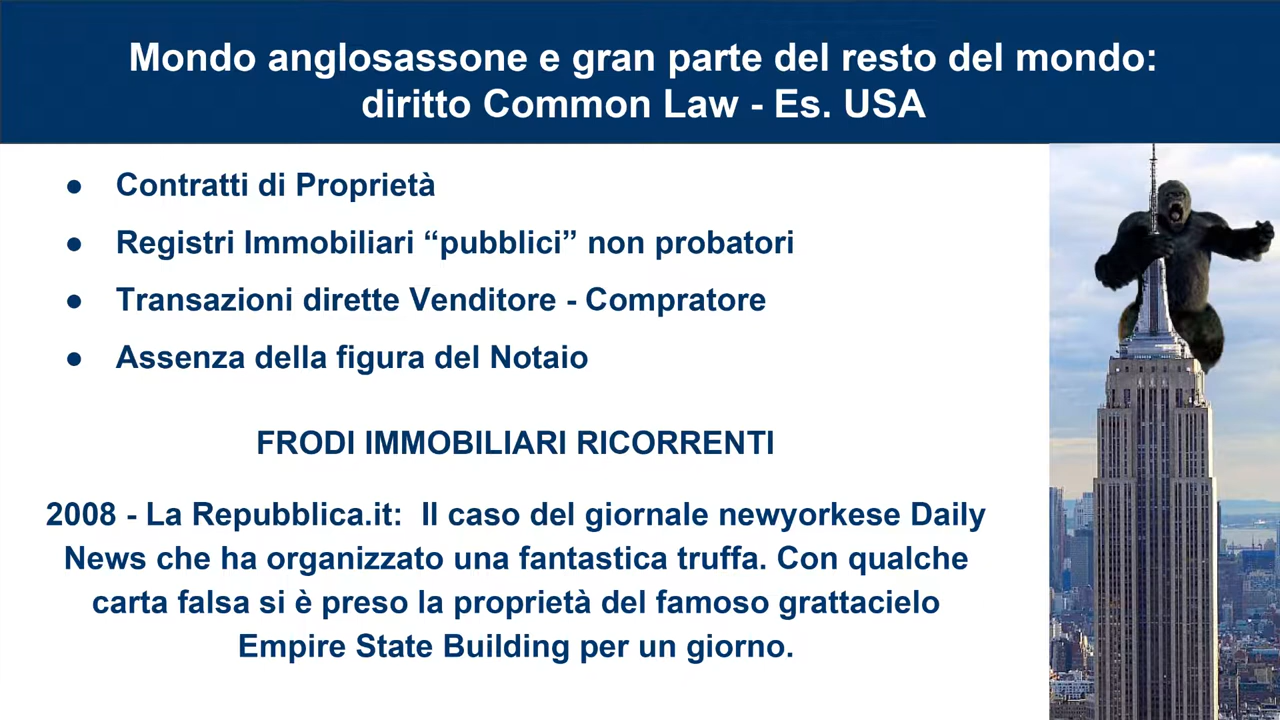 Mondo anglosassone e gran parte del resto del mondo:
diritto Common Law - Es. USA
● Contratti di Proprietà
● Registri Immobiliari “pubblici” non probatori
● Transazioni dirette Venditore - Compratore
● Assenza della figura del Notaio
FRODI IMMOBILIARI RICORRENTI
2008 - La Repubblica.it:  Il caso del giornale newyorkese Daily
News che ha organizzato una fantastica truffa. Con qualche
carta falsa si è preso la proprietà del famoso grattacielo
Empire State Building per un giorno.